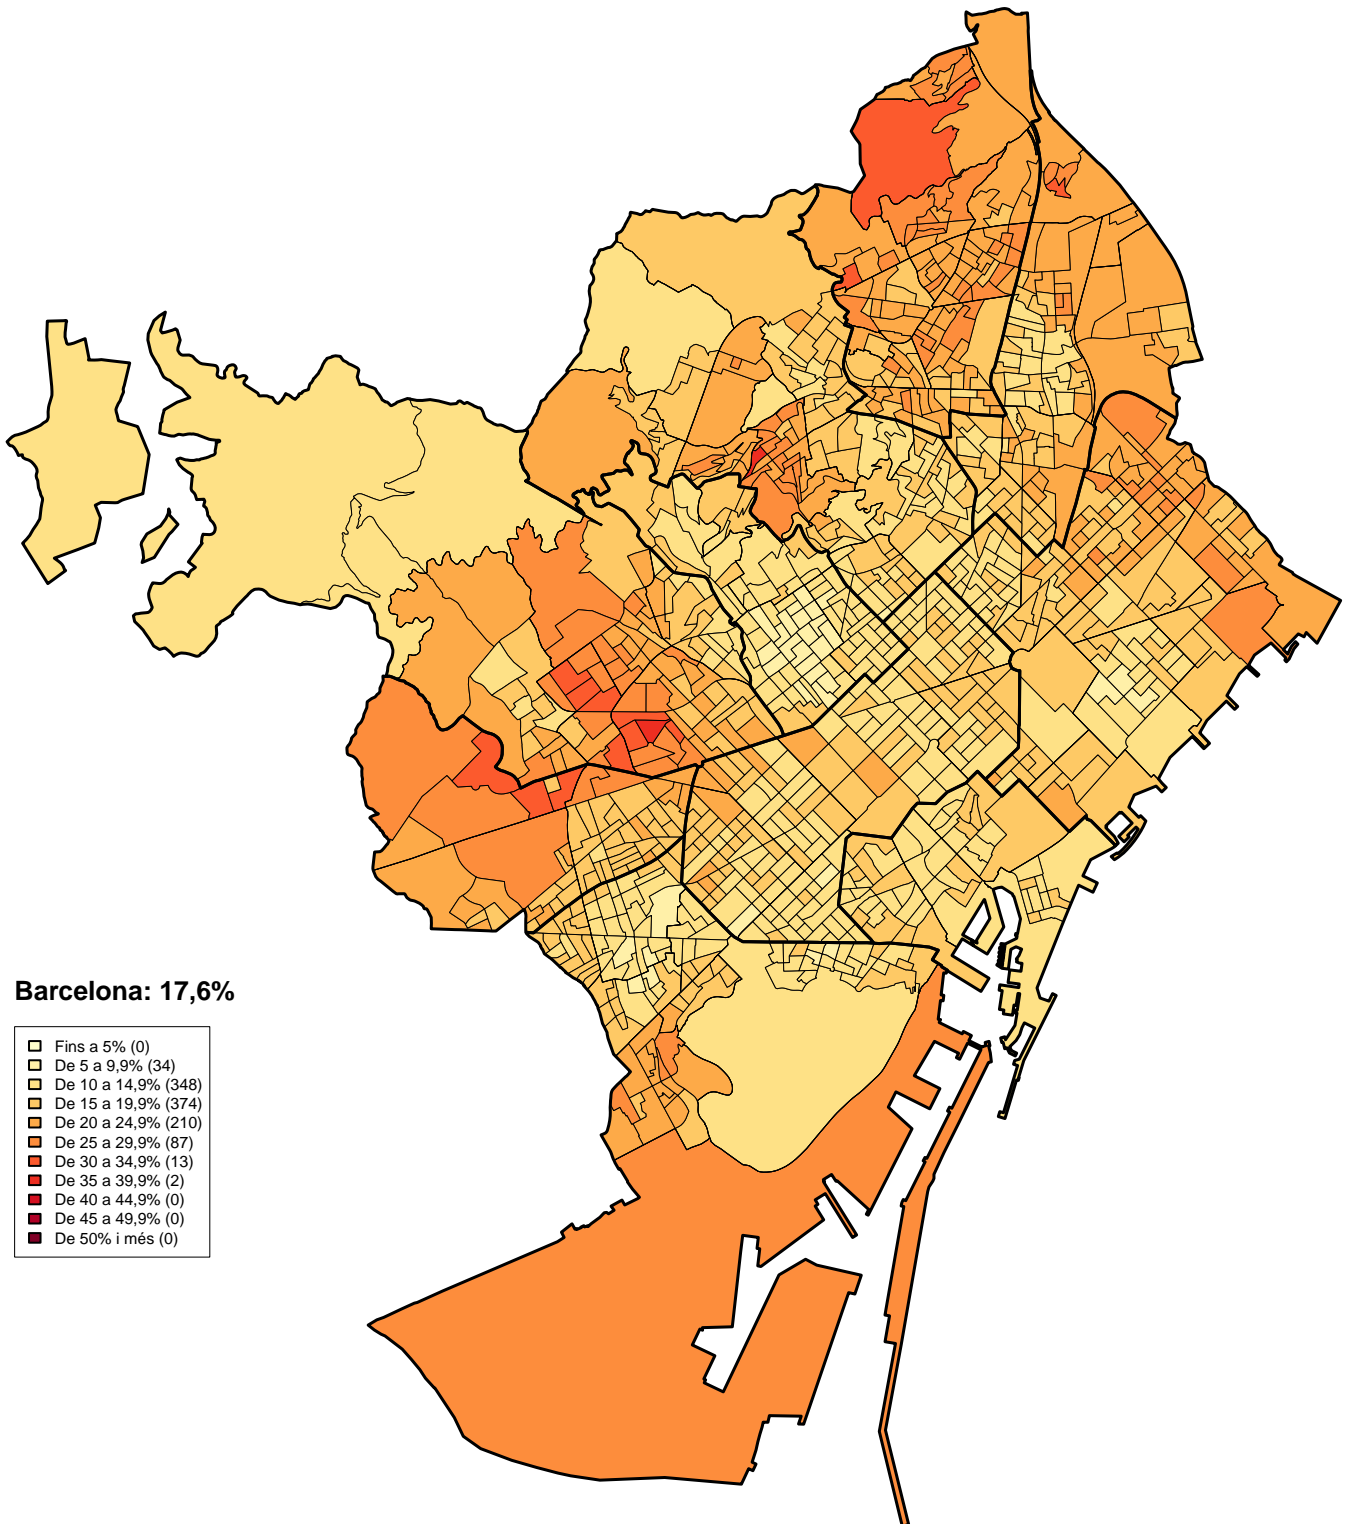 Barcelona: 17,6%
Fins a 5% (0)
De 5 a 9,9% (34)
De 10 a 14,9% (348)
De 15 a 19,9% (374)
De 20 a 24,9% (210)
De 25 a 29,9% (87)
De 30 a 34,9% (13)
De 35 a 39,9% (2)
De 40 a 44,9% (0)
De 45 a 49,9% (0)
De 50% i més (0)